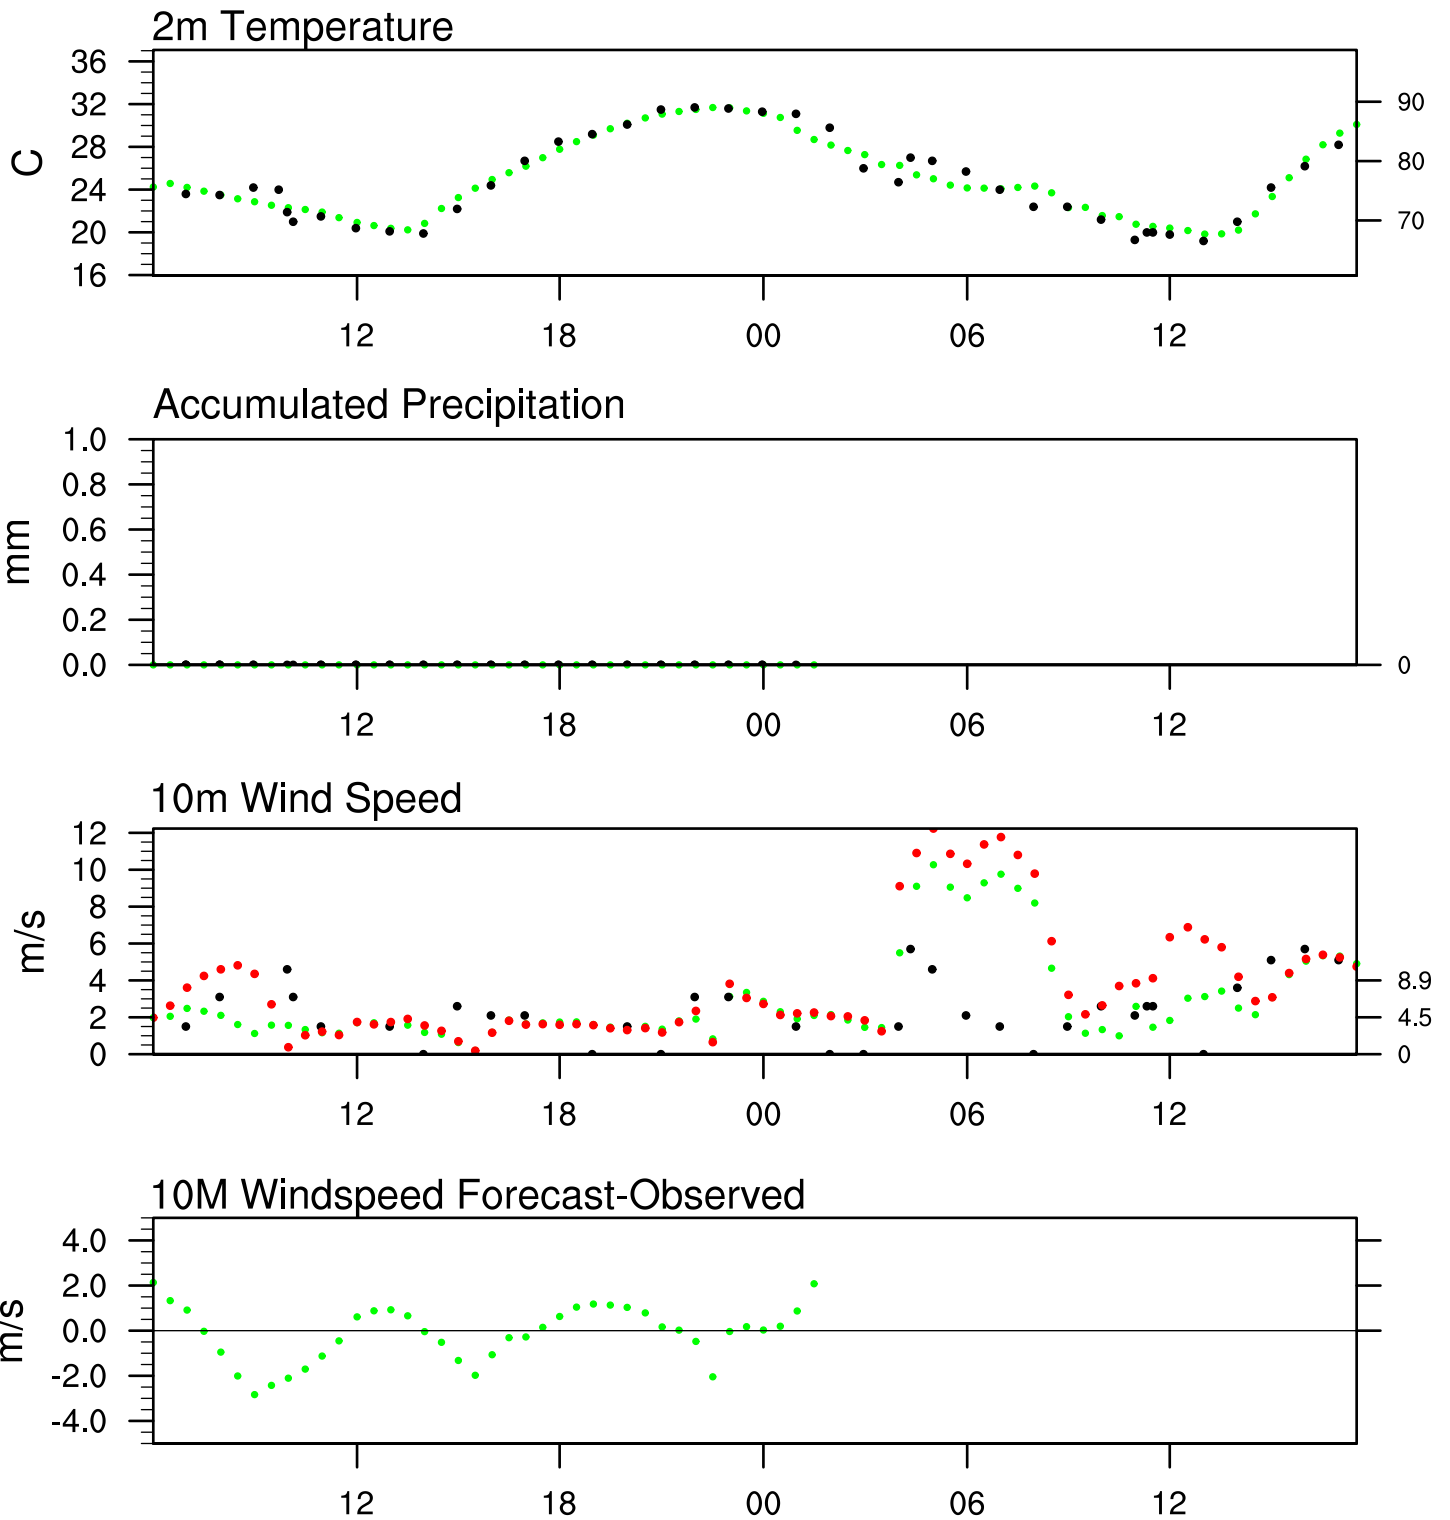 2m Temperature
36
32
28
24
20
16
C
90
80
70
12 18 00 06 12
Accumulated Precipitation
1.0
0.8
0.6
0.4
0.2
0.0
mm
0
12 18 00 06 12
10m Wind Speed
12
10
8
6
4
2
0
m/s
8.9
4.5
0
12 18 00 06 12
10M Windspeed Forecast-Observed
4.0
2.0
0.0
-2.0
-4.0
m/s
12 18 00 06 12